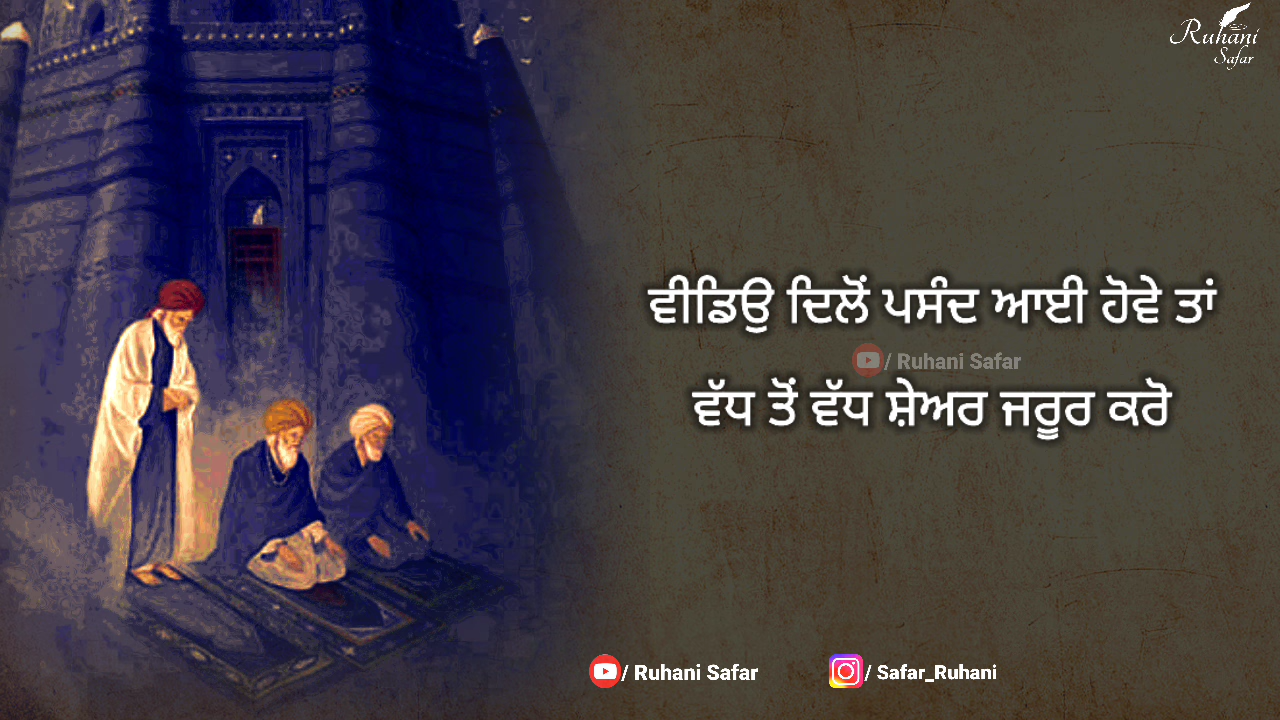 Ruhani
Safar
ਵੀਡਿਉ ਦਿਲੋਂ ਪਸੰਦ ਆਈ ਹੋਵੇ ਤਾਂ
/ Ruhani Safar
ਵੱਧ ਤੋਂ ਵੱਧ ਸ਼ੇਅਰ ਜਰੂਰ ਕਰੋ
/ Ruhani Safar
/ Safar_Ruhani